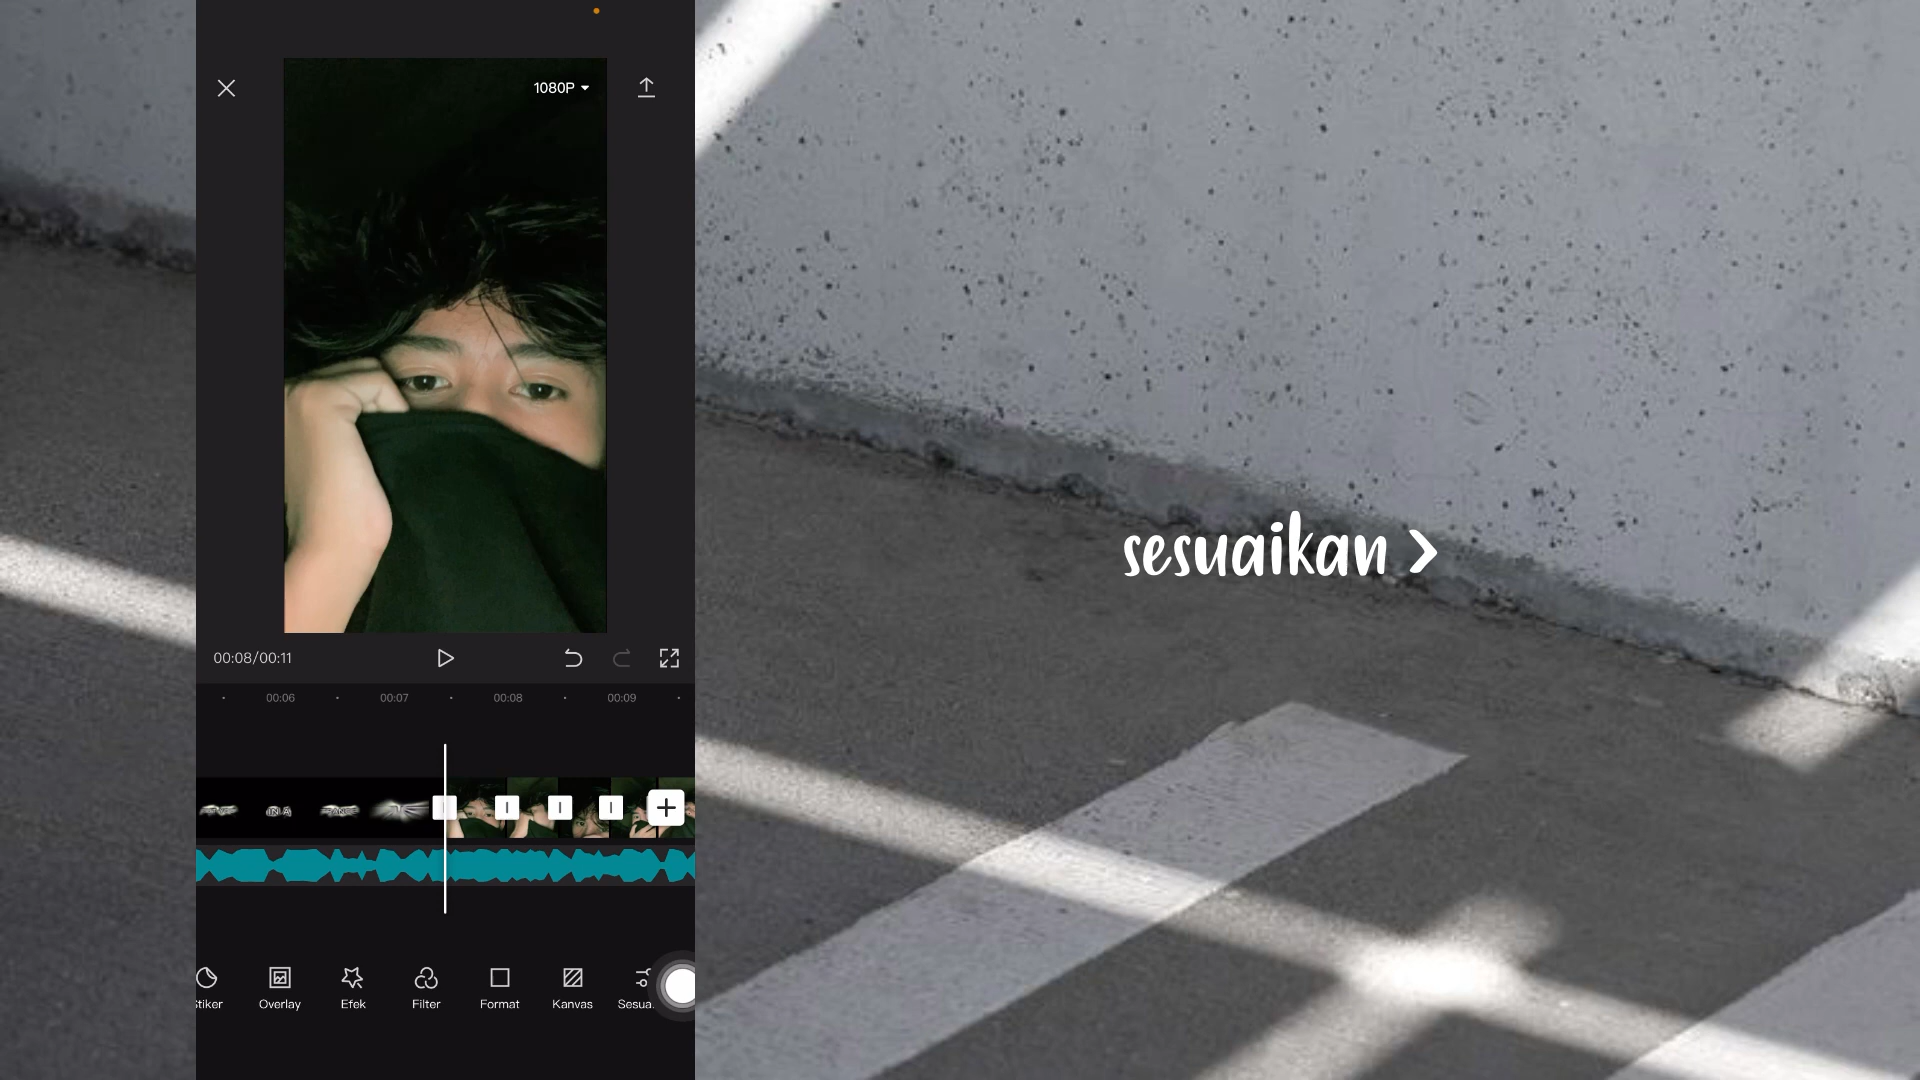 1080P
sesuaikan >
00:08/00:11
00:06 00:07 00:08 00:09
IN A
tiker Overlay Efek Filter Format Kanvas Sesua.